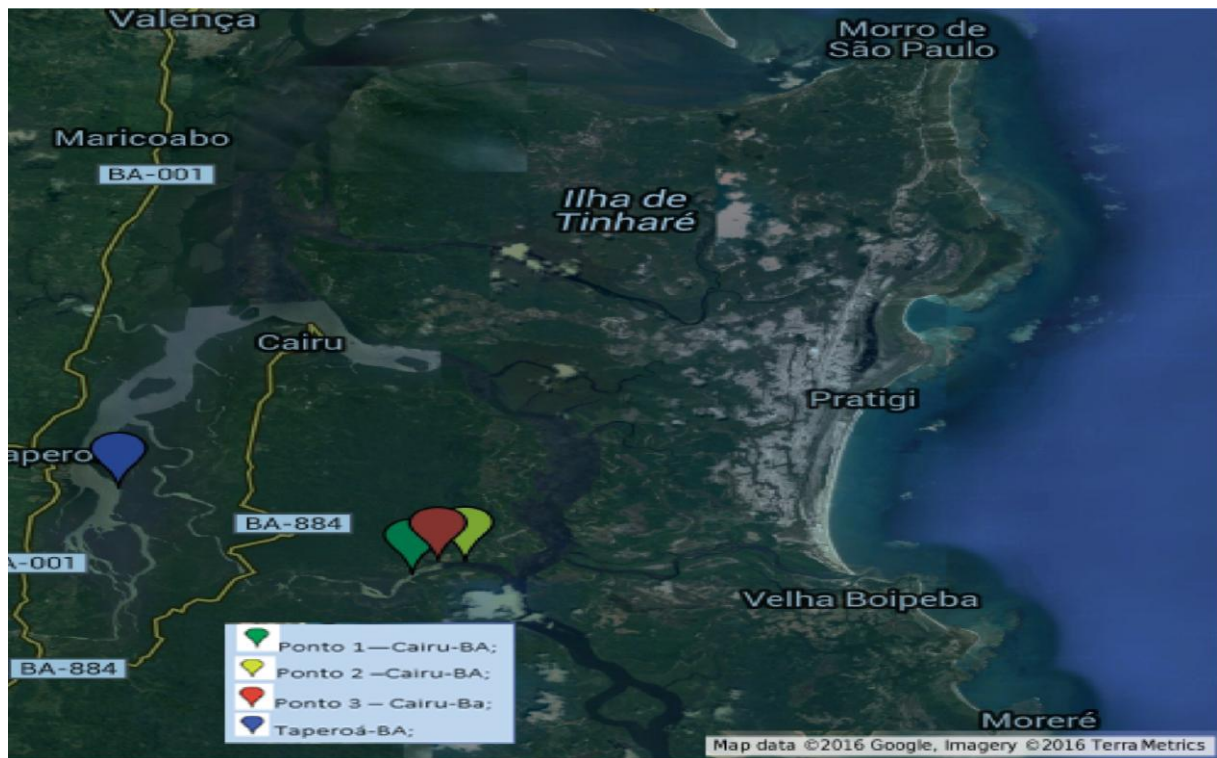 Valença
Morro de
São Paulo
Maricoabo
BA-001
Ilha de
Tinharé
Cairu
Pratigi
apero
BA-884
A-001
Velha Boipeba
BA-884
Ponto 1—Cairu-BA;
Ponto 2 –Cairu-BA;
Ponto 3 – Cairu-Ba;
Taperoá-BA;
Moreré
Map data ©2016 Google, Imagery ©2016 TerraMetrics